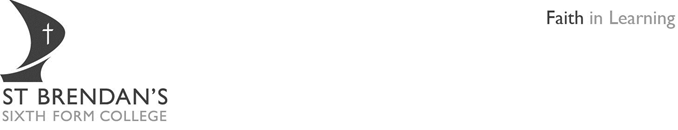 Faith in Learning
ST BRENDAN'S
SIXTH FORM COLLEGE